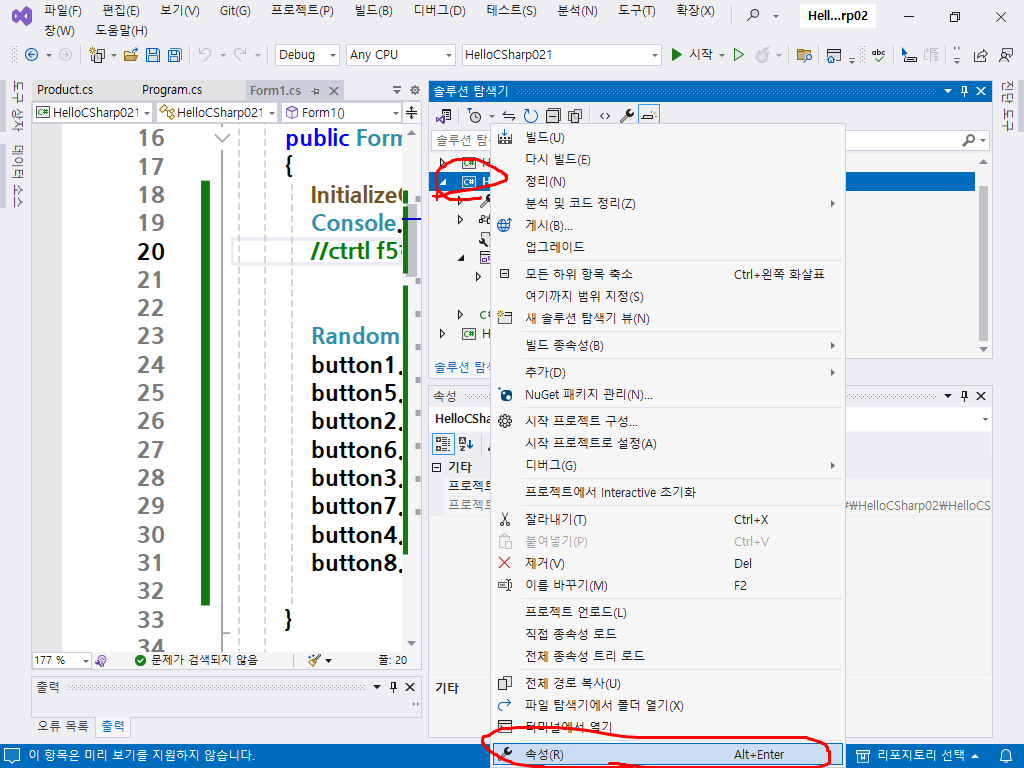 파일(F) 편집(E) 보기(V) Git(G) 프로젝트(P) 빌드(B) 디버그(D) 테스트(S) 분석(N) 도구(T) 확장(X)
Hell...rp02
창(W) 도움말(H)
Debug Any CPU HelloCSharp021 시작
도구 상자
데이터 소스
Product.cs Program.cs Form1.cs
HelloCSharp021 HelloCSharp021 Form1()
16 public Form
17 {
18 Initialize
19 Console.
20 //ctrtl f5
21
22
23 Random
24 button1.
25 button5.
26 button2.
27 button6.
28 button3.
29 button7.
30 button4.
31 button8.
32
33 }
34
177 % 문제가 검색되지 않음 줄: 20
출력
오류 목록 출력
솔루션 탐색기
솔루션 탐
솔루션 탐색
속성
HelloCSha
기타
프로젝트
프로젝트
₩HelloCSharp02₩HelloCS
기타
빌드(U)
다시 빌드(E)
정리(N)
분석 및 코드 정리(Z)
게시(B)...
업그레이드
모든 하위 항목 축소 Ctrl+왼쪽 화살표
여기까지 범위 지정(S)
새 솔루션 탐색기 뷰(N)
빌드 종속성(B)
추가(D)
NuGet 패키지 관리(N)...
시작 프로젝트 구성...
시작 프로젝트로 설정(A)
디버그(G)
프로젝트에서 Interactive 초기화
잘라내기(T) Ctrl+X
붙여넣기(P) Ctrl+V
제거(V) Del
이름 바꾸기(M) F2
프로젝트 언로드(L)
직접 종속성 로드
전체 종속성 트리 로드
전체 경로 복사(U)
파일 탐색기에서 폴더 열기(X)
터미널에서 열기
속성(R) Alt+Enter
진단 도구
이 항목은 미리 보기를 지원하지 않습니다.
리포지토리 선택